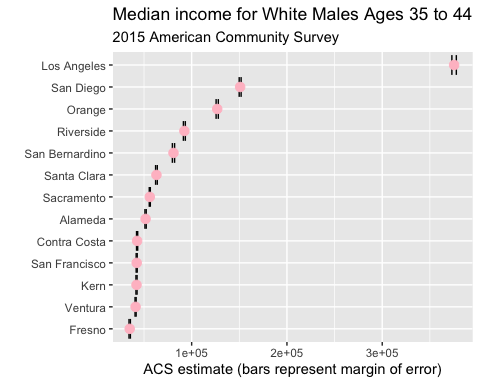 Median income for White Males Ages 35 to 44
2015 American Community Survey
Los Angeles
San Diego
Orange
Riverside
San Bernardino
Santa Clara
Sacramento
Alameda
Contra Costa
San Francisco
Kern
Ventura
Fresno
1e+05 2e+05 3e+05
ACS estimate (bars represent margin of error)